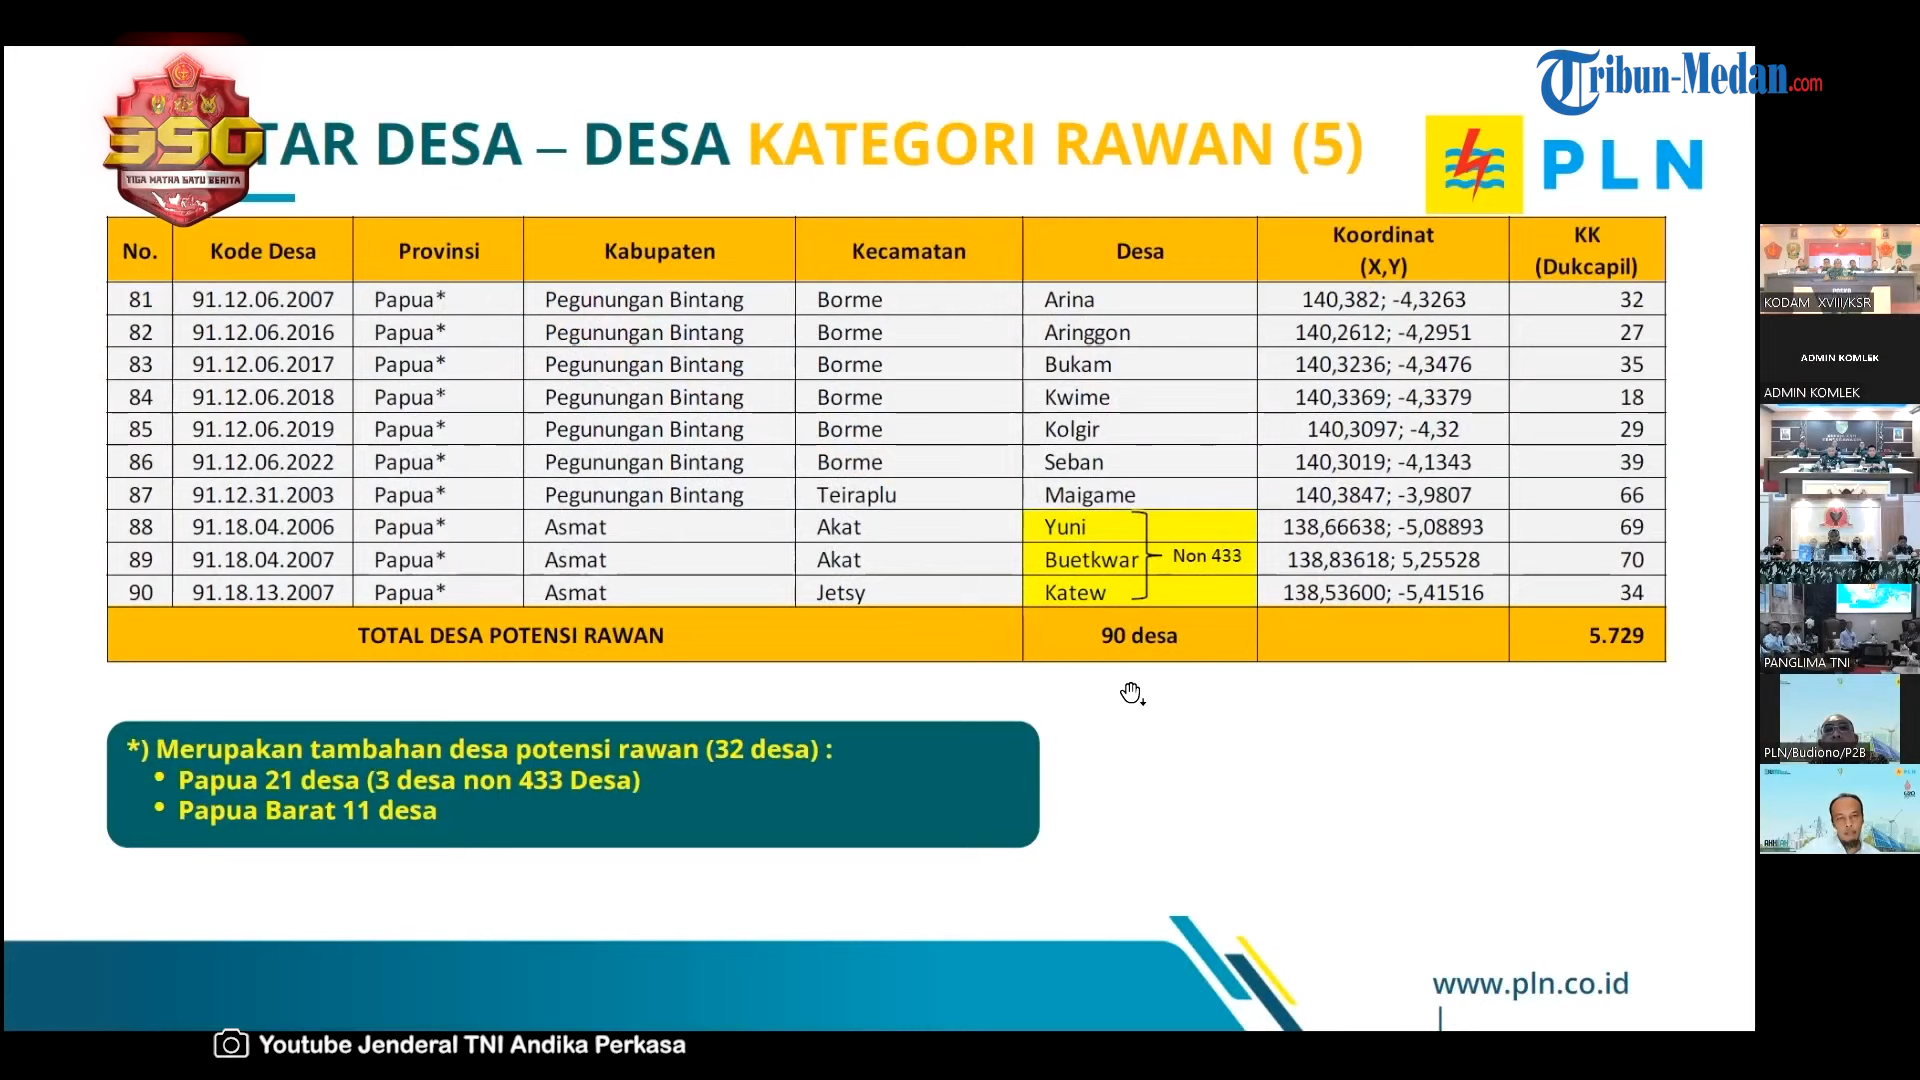 Tribun-Medan.com
390
TIGA MATRA SATU BERITA
TAR DESA – DESA KATEGORI RAWAN (5)
PLN
No. Kode Desa Provinsi Kabupaten Kecamatan Desa Koordinat (X,Y) KK (Dukcapil)
81 91.12.06.2007 Papua* Pegunungan Bintang Borme Arina 140,382; -4,3263 32
82 91.12.06.2016 Papua* Pegunungan Bintang Borme Aringgon 140,2612; -4,2951 27
83 91.12.06.2017 Papua* Pegunungan Bintang Borme Bukam 140,3236; -4,3476 35
84 91.12.06.2018 Papua* Pegunungan Bintang Borme Kwime 140,3369; -4,3379 18
85 91.12.06.2019 Papua* Pegunungan Bintang Borme Kolgir 140,3097; -4,32 29
86 91.12.06.2022 Papua* Pegunungan Bintang Borme Seban 140,3019; -4,1343 39
87 91.12.31.2003 Papua* Pegunungan Bintang Teiraplu Maigame 140,3847; -3,9807 66
88 91.18.04.2006 Papua* Asmat Akat Yuni 138,66638; -5,08893 69
89 91.18.04.2007 Papua* Asmat Akat Buetkwar Non 433 138,83618; 5,25528 70
90 91.18.13.2007 Papua* Asmat Jetsy Katew 138,53600; -5,41516 34
TOTAL DESA POTENSI RAWAN 90 desa 5.729
*) Merupakan tambahan desa potensi rawan (32 desa) :
• Papua 21 desa (3 desa non 433 Desa)
• Papua Barat 11 desa
www.pln.co.id
Youtube Jenderal TNI Andika Perkasa
KODAM XVIII/KSR
ADMIN KOMLEK
ADMIN KOMLEK
PANGLIMA TNI
PLN/Budiono/P2B
PLN